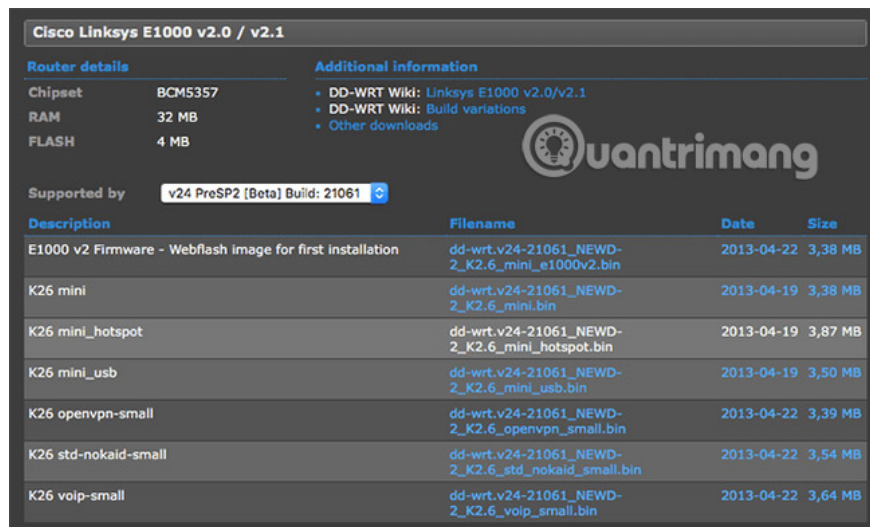 Cisco Linksys E1000 v2.0 / v2.1
Router details
Additional information
Chipset BCM5357
RAM 32 MB
FLASH 4 MB
DD-WRT Wiki: Linksys E1000 v2.0/v2.1
DD-WRT Wiki: Build variations
Other downloads
Quantrimang
Supported by v24 PreSP2 [Beta] Build: 21061
Description Filename Date Size
E1000 v2 Firmware - Webflash image for first installation dd-wrt.v24-21061_NEWD- 2013-04-22 3,38 MB
2_K2.6_mini_e1000v2.bin
K26 mini dd-wrt.v24-21061_NEWD- 2013-04-19 3,38 MB
2_K2.6_mini.bin
K26 mini_hotspot dd-wrt.v24-21061_NEWD- 2013-04-19 3,87 MB
2_K2.6_mini_hotspot.bin
K26 mini_usb dd-wrt.v24-21061_NEWD- 2013-04-19 3,50 MB
2_K2.6_mini_usb.bin
K26 openvpn-small dd-wrt.v24-21061_NEWD- 2013-04-22 3,39 MB
2_K2.6_openvpn_small.bin
K26 std-nokaid-small dd-wrt.v24-21061_NEWD- 2013-04-22 3,54 MB
2_K2.6_std_nokaid_small.bin
K26 voip-small dd-wrt.v24-21061_NEWD- 2013-04-22 3,64 MB
2_K2.6_voip_small.bin